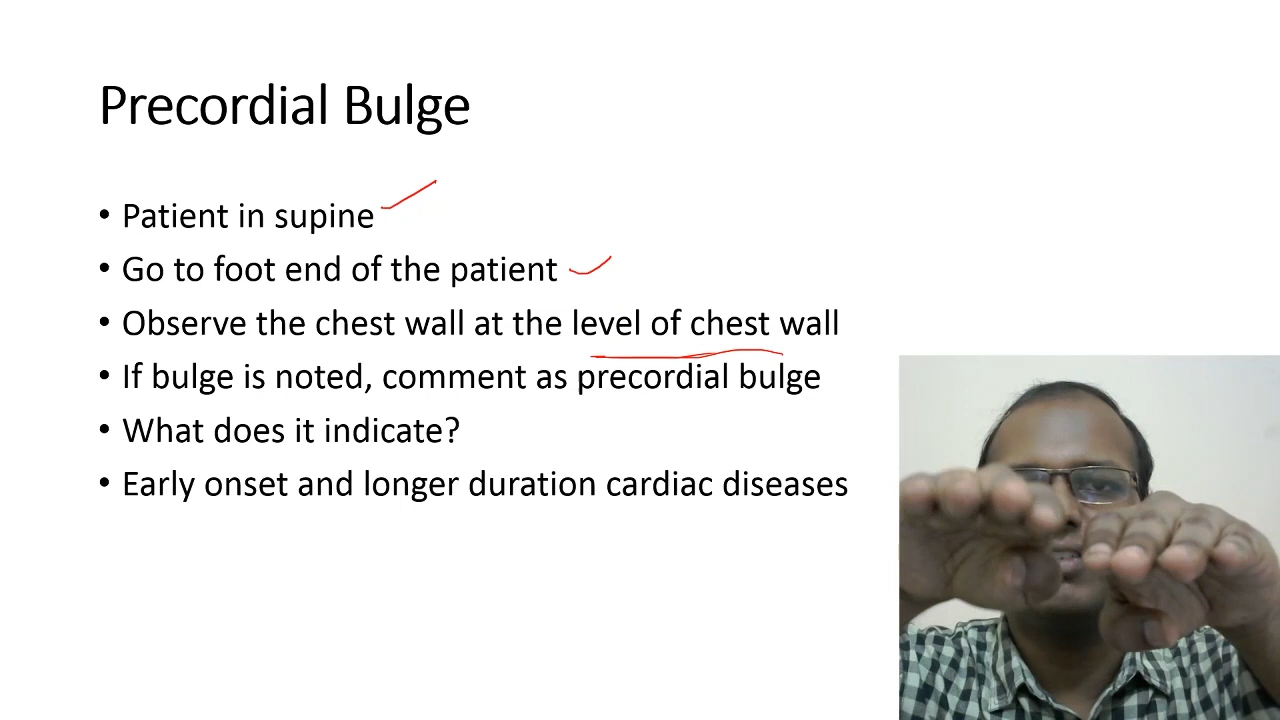 Precordial Bulge
• Patient in supine
• Go to foot end of the patient
• Observe the chest wall at the level of chest wall
• If bulge is noted, comment as precordial bulge
• What does it indicate?
• Early onset and longer duration cardiac diseases